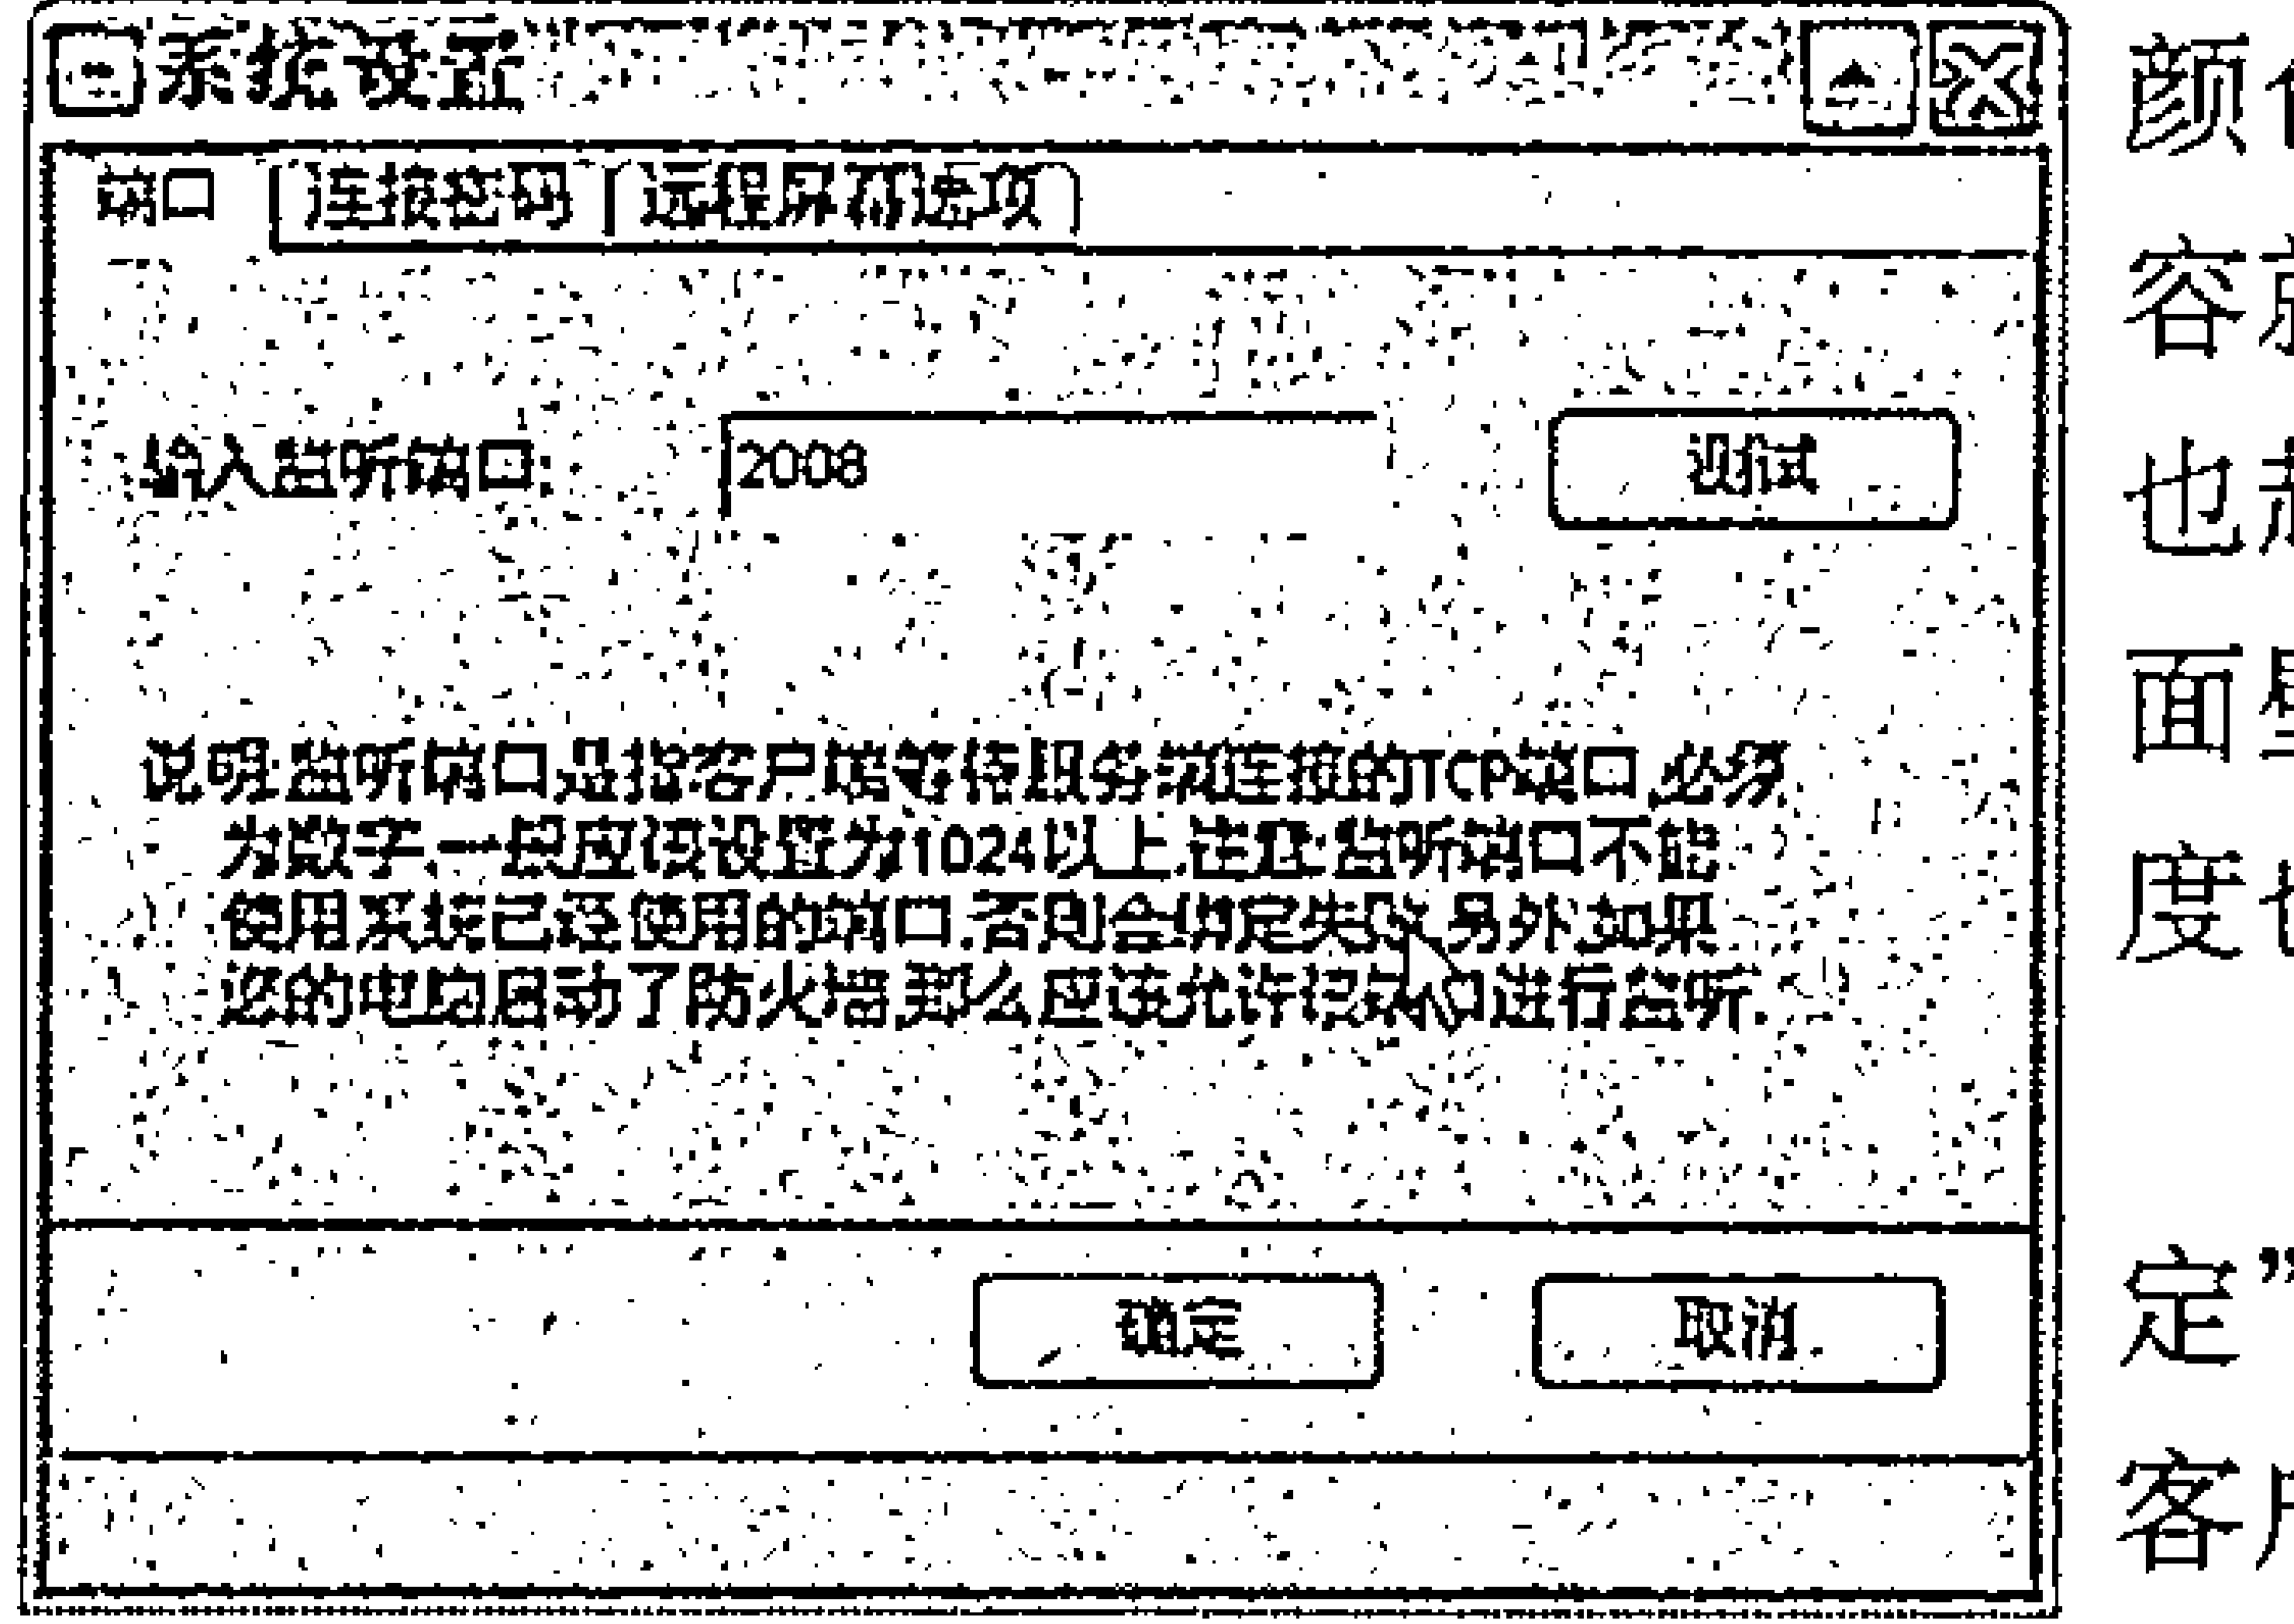 系统设置
端口 连接密码 远程屏幕选项
输入监听端口: 2008 测试
说明:监听端口是指客户端等待服务端连接的TCP端口,必须
为数字,一般应该设置为1024以上.注意:监听端口不能
使用系统已经使用的端口,否则会绑定失败.另外,如果
您的电脑启动了防火墙,那么应该允许该端口进行监听.
确定 取消
颜
容
也
面
度
定”
客